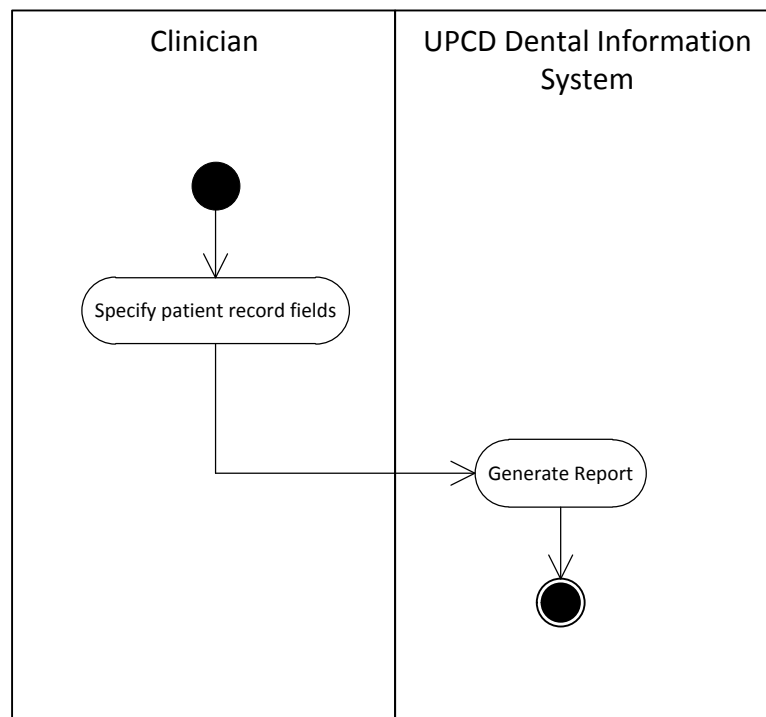 Clinician
UPCD Dental Information
System
Specify patient record fields
Generate Report